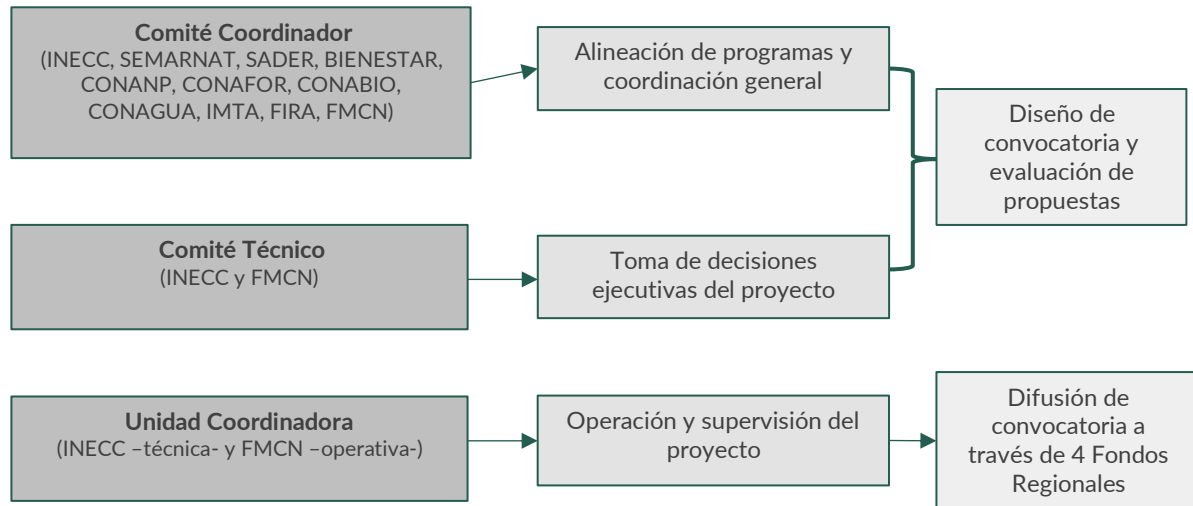 Comité Coordinador
(INECC, SEMARNAT, SADER, BIENESTAR,
CONANP, CONAFOR, CONABIO,
CONAGUA, IMTA, FIRA, FMCN)
Alineación de programas y
coordinación general
Diseño de
convocatoria y
evaluación de
propuestas
Comité Técnico
(INECC y FMCN)
Toma de decisiones
ejecutivas del proyecto
Unidad Coordinadora
(INECC –técnica- y FMCN –operativa-)
Operación y supervisión del
proyecto
Difusión de
convocatoria a
través de 4 Fondos
Regionales